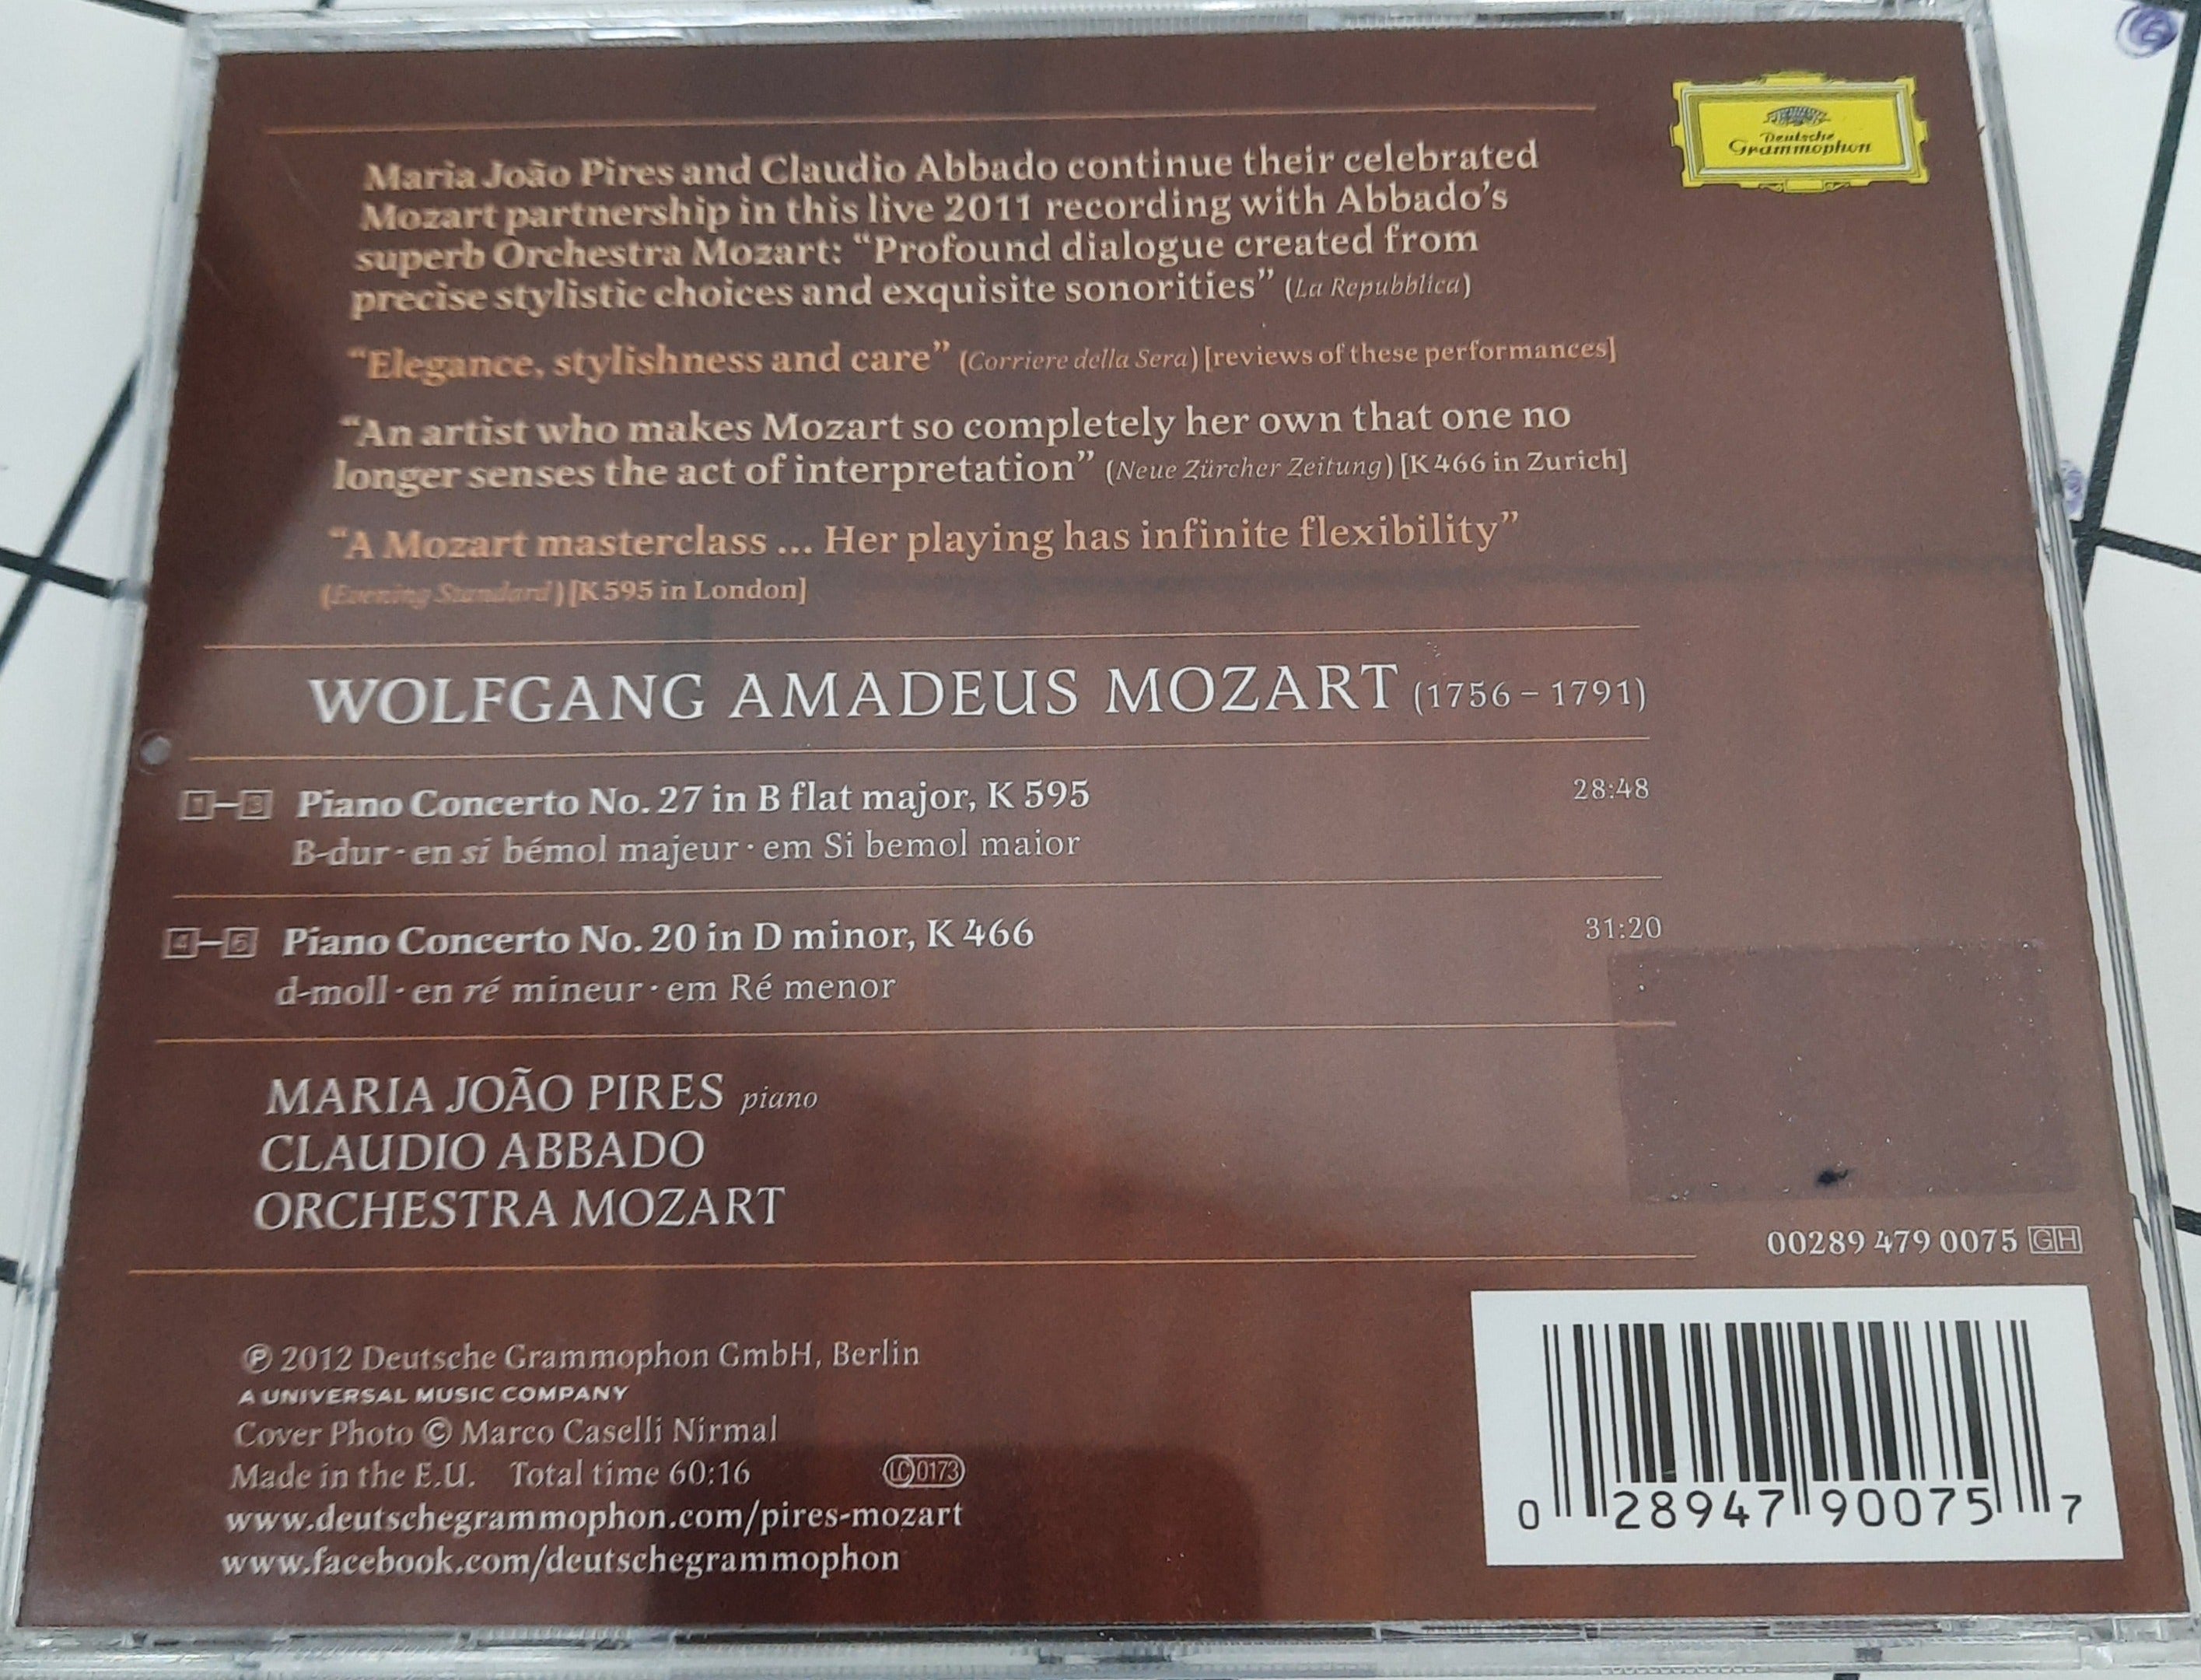 Deutsche
Grammophon
Maria João Pires and Claudio Abbado continue their celebrated
Mozart partnership in this live 2011 recording with Abbado’s
superb Orchestra Mozart: “Profound dialogue created from
precise stylistic choices and exquisite sonorities” (La Repubblica)
“Elegance, stylishness and care” (Corriere della Sera) [reviews of these performances]
“An artist who makes Mozart so completely her own that one no
longer senses the act of interpretation” (Neue Zürcher Zeitung) [K 466 in Zurich]
“A Mozart masterclass ... Her playing has infinite flexibility”
(Evening Standard) [K 595 in London]
WOLFGANG AMADEUS MOZART (1756 – 1791)
1–3 Piano Concerto No. 27 in B flat major, K 595 28:48
B-dur · en si bémol majeur · em Si bemol maior
4–6 Piano Concerto No. 20 in D minor, K 466 31:20
d-moll · en ré mineur · em Ré menor
MARIA JOÃO PIRES piano
CLAUDIO ABBADO
ORCHESTRA MOZART
00289 479 0075 GH
℗ 2012 Deutsche Grammophon GmbH, Berlin
A UNIVERSAL MUSIC COMPANY
Cover Photo © Marco Caselli Nirmal
Made in the E.U. Total time 60:16 LC 0173
www.deutschegrammophon.com/pires-mozart
www.facebook.com/deutschegrammophon
0 28947 90075 7